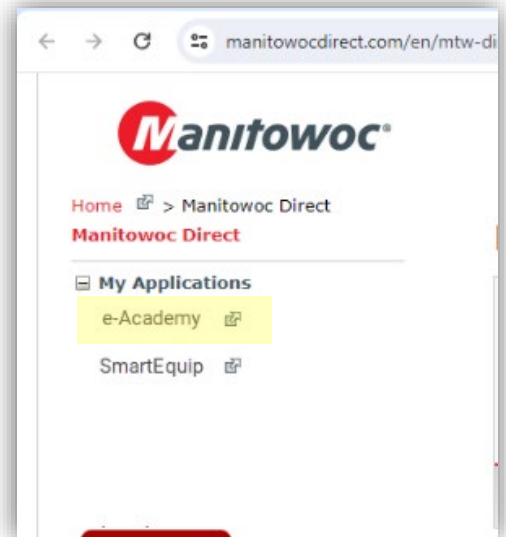 manitowocdirect.com/en/mtw-di
Manitowoc®
Home > Manitowoc Direct
Manitowoc Direct
My Applications
e-Academy
SmartEquip